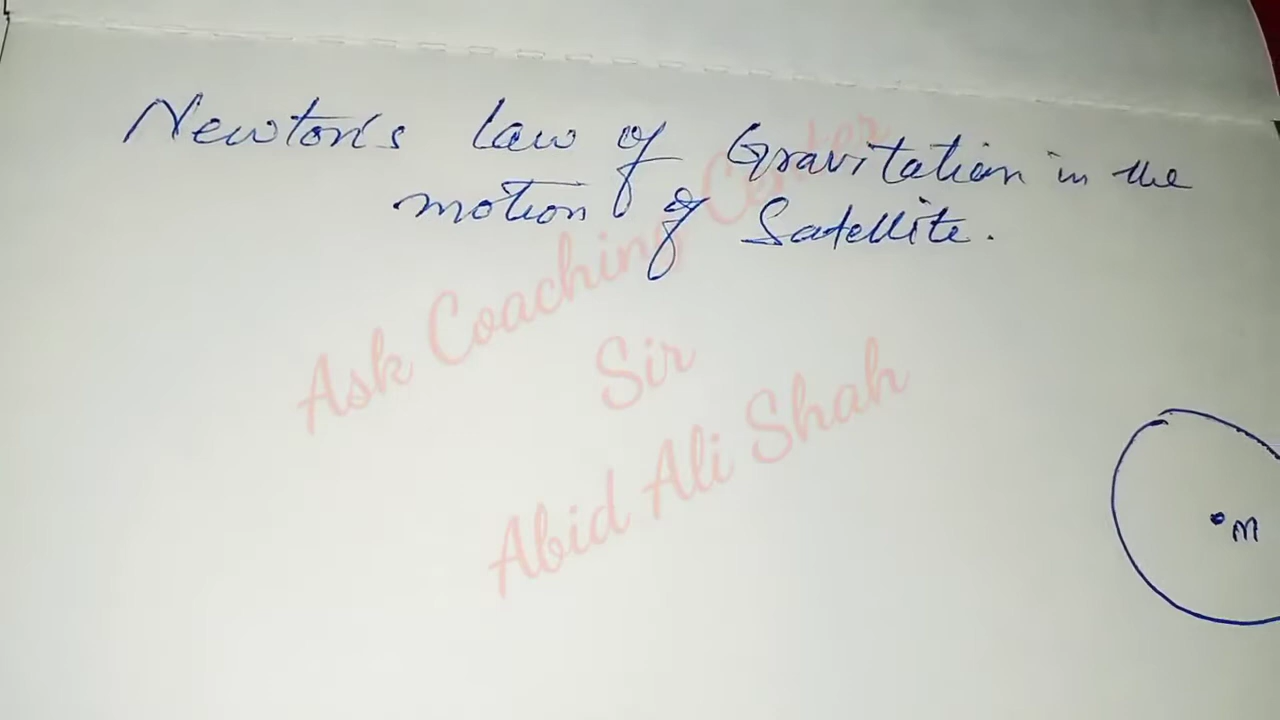 Newton's law of Gravitation in the
motion of Satellite.
Ask Coaching Center
Sir
Abid Ali Shah
m